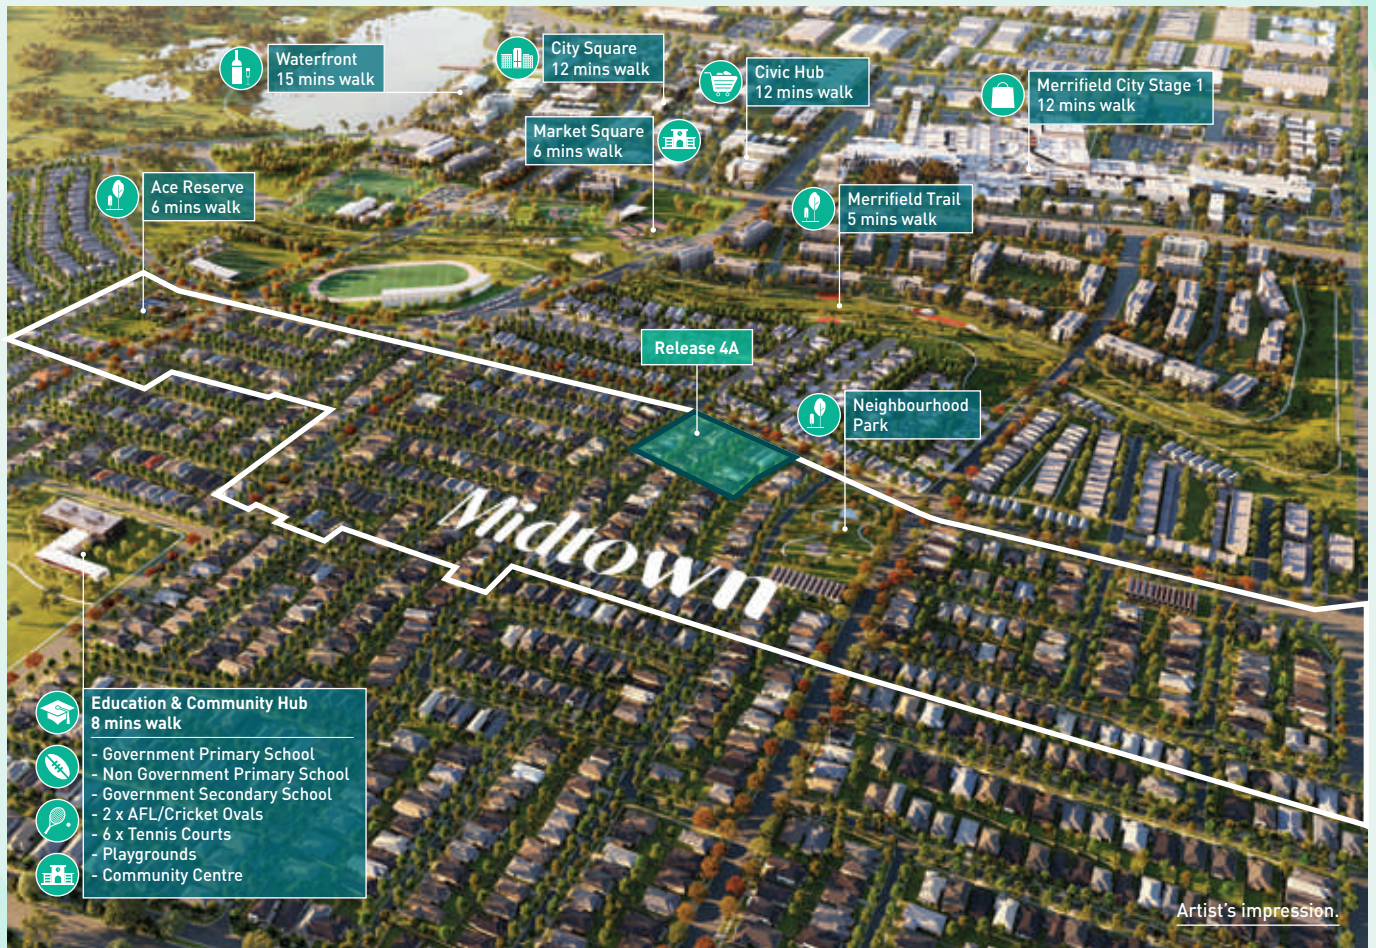 Waterfront
15 mins walk
City Square
12 mins walk
Civic Hub
12 mins walk
Merrifield City Stage 1
12 mins walk
Market Square
6 mins walk
Ace Reserve
6 mins walk
Merrifield Trail
5 mins walk
Release 4A
Neighbourhood
Park
Midtown
Education & Community Hub
8 mins walk
- Government Primary School
- Non Government Primary School
- Government Secondary School
- 2 x AFL/Cricket Ovals
- 6 x Tennis Courts
- Playgrounds
- Community Centre
Artist's impression.